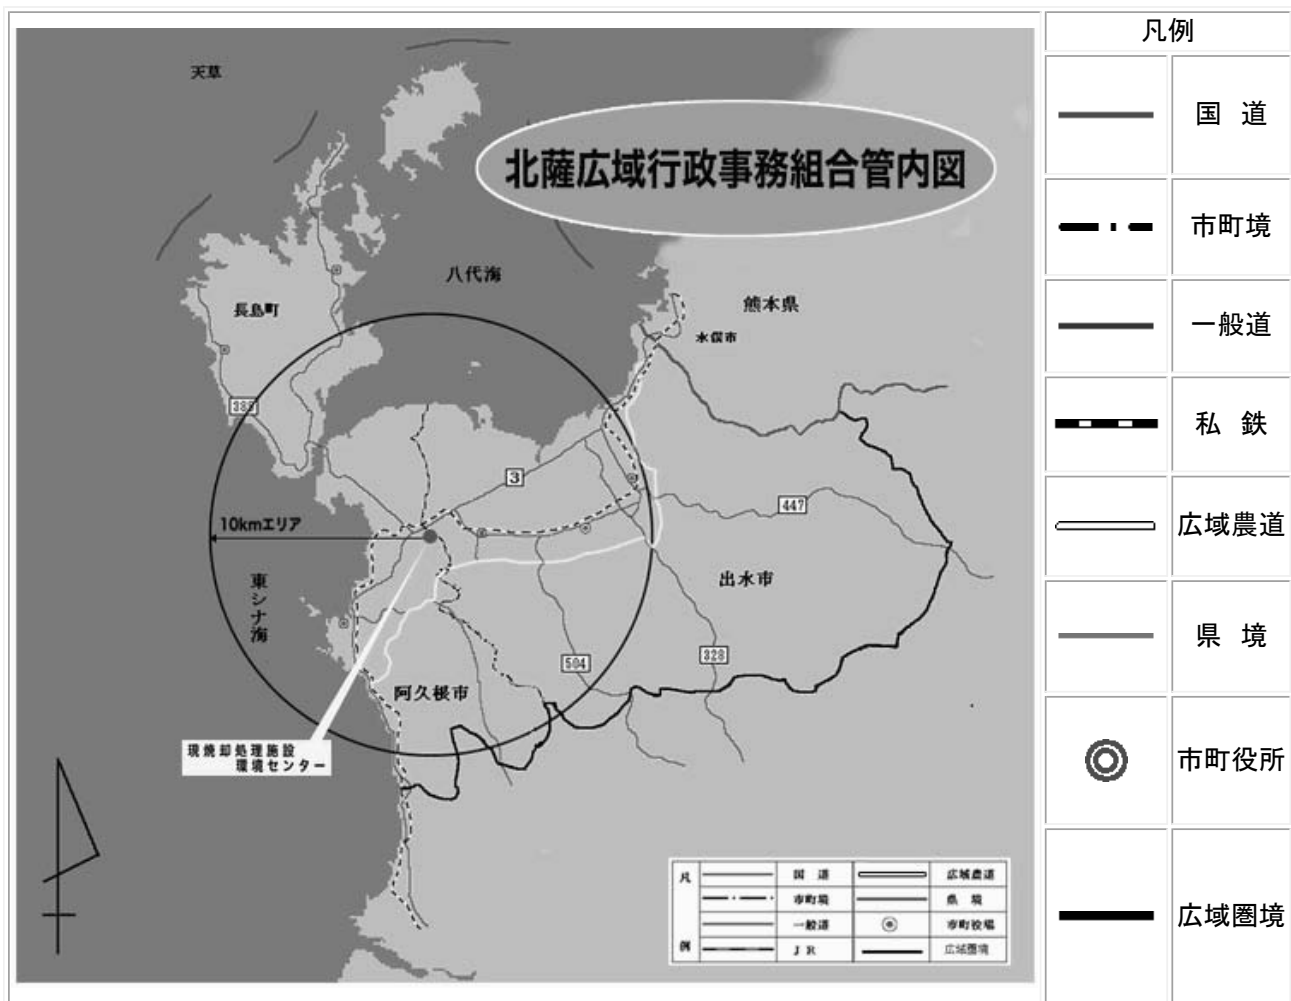 天草
北薩広域行政事務組合管内図
八代海
長島町
熊本県
水俣市
389
3
447
10kmエリア
東シナ海
出水市
504
328
阿久根市
現焼却処理施設
環境センター
凡例
国 道
広域農道
市町境
県 境
一般道
市町役場
JR
広域圏境
凡例
国 道
市町境
一般道
私 鉄
広域農道
県 境
市町役所
広域圏境